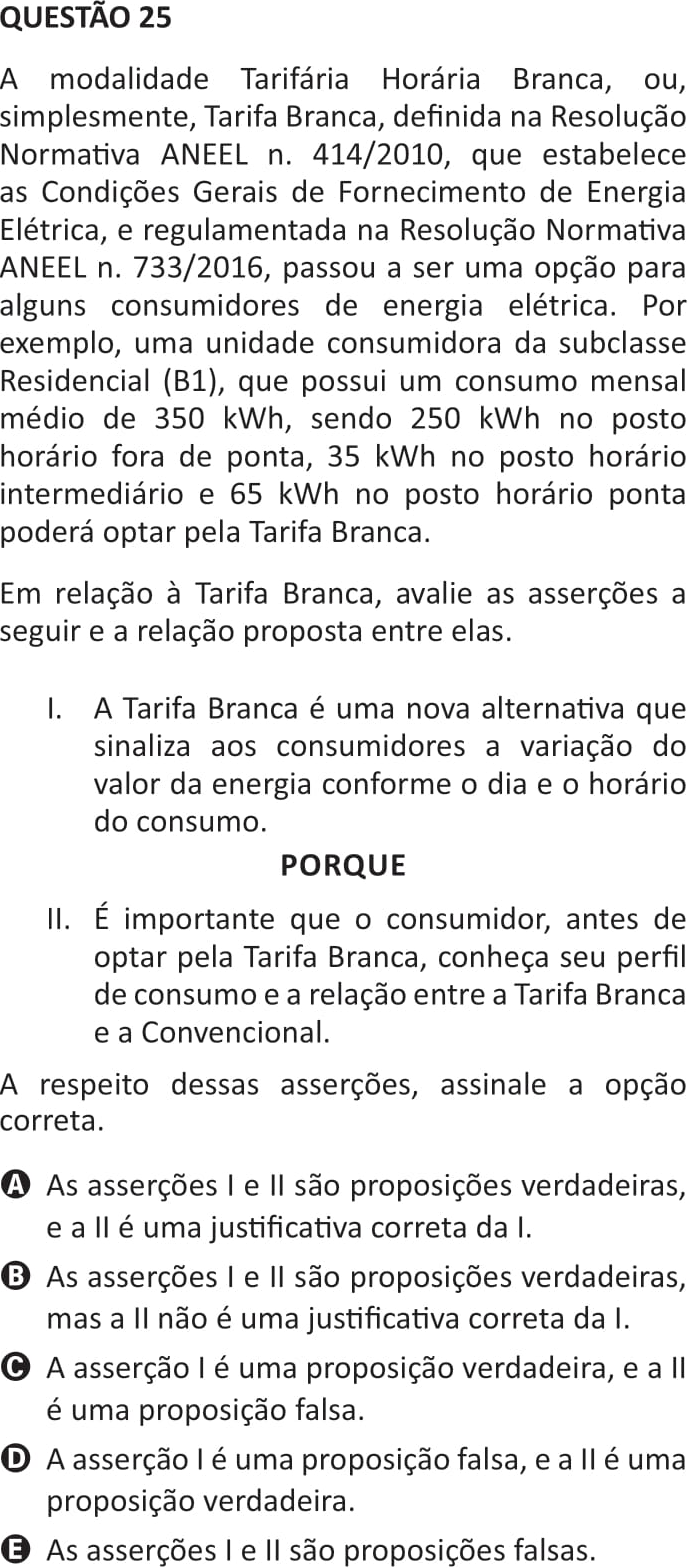 QUESTÃO 25
A modalidade Tarifária Horária Branca, ou,
simplesmente, Tarifa Branca, definida na Resolução
Normativa ANEEL n. 414/2010, que estabelece
as Condições Gerais de Fornecimento de Energia
Elétrica, e regulamentada na Resolução Normativa
ANEEL n. 733/2016, passou a ser uma opção para
alguns consumidores de energia elétrica. Por
exemplo, uma unidade consumidora da subclasse
Residencial (B1), que possui um consumo mensal
médio de 350 kWh, sendo 250 kWh no posto
horário fora de ponta, 35 kWh no posto horário
intermediário e 65 kWh no posto horário ponta
poderá optar pela Tarifa Branca.
Em relação à Tarifa Branca, avalie as asserções a
seguir e a relação proposta entre elas.
I. A Tarifa Branca é uma nova alternativa que
sinaliza aos consumidores a variação do
valor da energia conforme o dia e o horário
do consumo.
PORQUE
II. É importante que o consumidor, antes de
optar pela Tarifa Branca, conheça seu perfil
de consumo e a relação entre a Tarifa Branca
e a Convencional.
A respeito dessas asserções, assinale a opção
correta.
A As asserções I e II são proposições verdadeiras,
e a II é uma justificativa correta da I.
B As asserções I e II são proposições verdadeiras,
mas a II não é uma justificativa correta da I.
C A asserção I é uma proposição verdadeira, e a II
é uma proposição falsa.
D A asserção I é uma proposição falsa, e a II é uma
proposição verdadeira.
E As asserções I e II são proposições falsas.